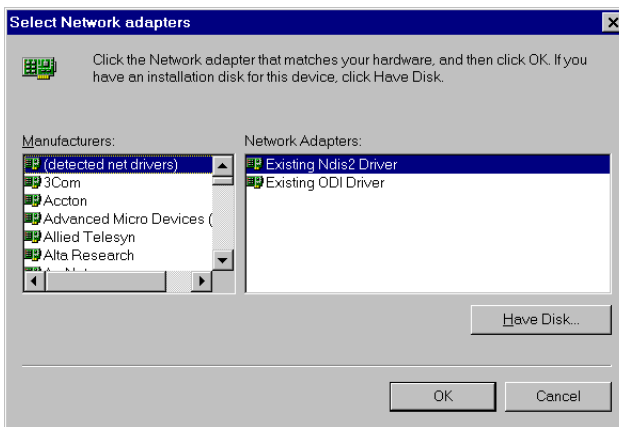 Select Network adapters
Click the Network adapter that matches your hardware, and then click OK. If you
have an installation disk for this device, click Have Disk.
Manufacturers:
(detected net drivers)
3Com
Accton
Advanced Micro Devices (
Allied Telesyn
Alta Research
Network Adapters:
Existing Ndis2 Driver
Existing ODI Driver
Have Disk...
OK
Cancel